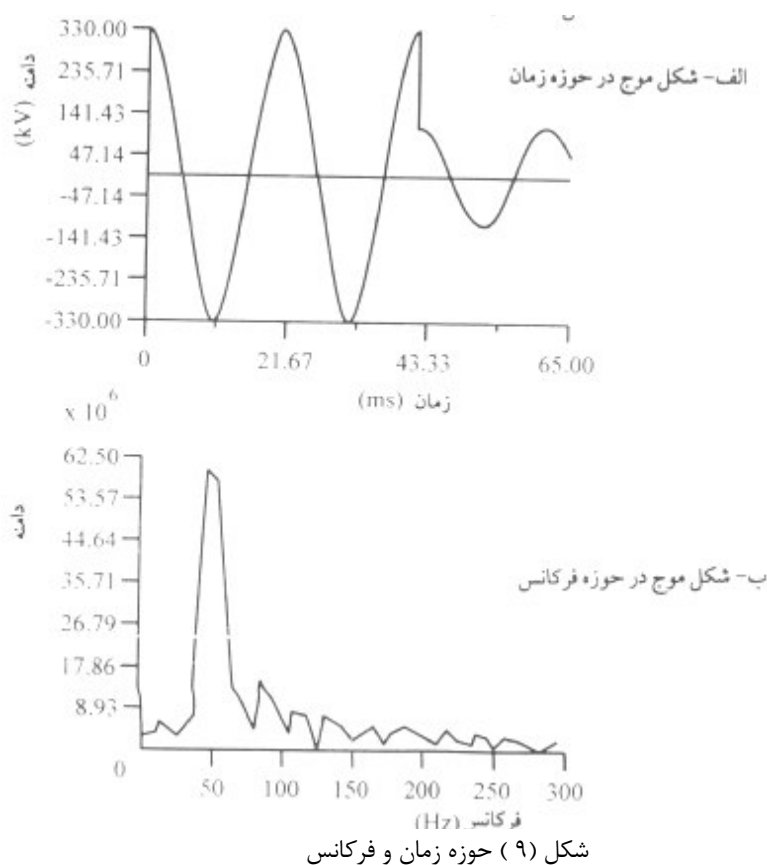 330.00
235.71
141.43
47.14
-47.14
-141.43
-235.71
-330.00
دامنه (kV)
الف- شکل موج در حوزه زمان
0 21.67 43.33 65.00
زمان (ms)
x 10⁶
62.50
53.57
44.64
35.71
26.79
17.86
8.93
0
دامنه
ب- شکل موج در حوزه فرکانس
50 100 150 200 250 300
فرکانس (Hz)
شکل (۹ ) حوزه زمان و فرکانس